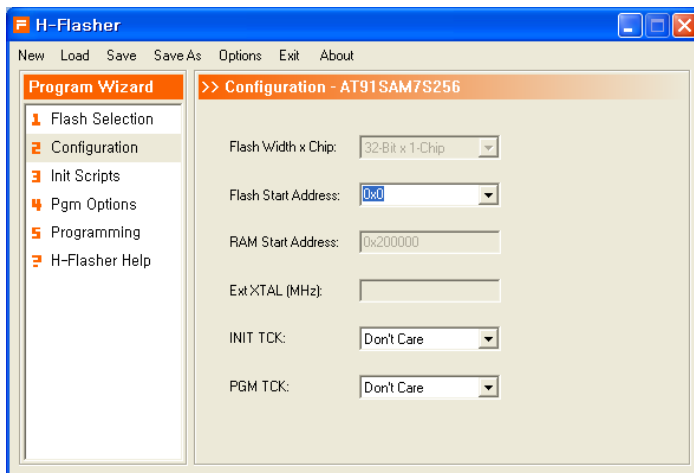 H-Flasher
New Load Save Save As Options Exit About
Program Wizard
1 Flash Selection
2 Configuration
3 Init Scripts
4 Pgm Options
5 Programming
? H-Flasher Help
>> Configuration - AT91SAM7S256
Flash Width x Chip: 32-Bit x 1-Chip
Flash Start Address: 0x0
RAM Start Address: 0x200000
Ext XTAL (MHz):
INIT TCK: Don't Care
PGM TCK: Don't Care